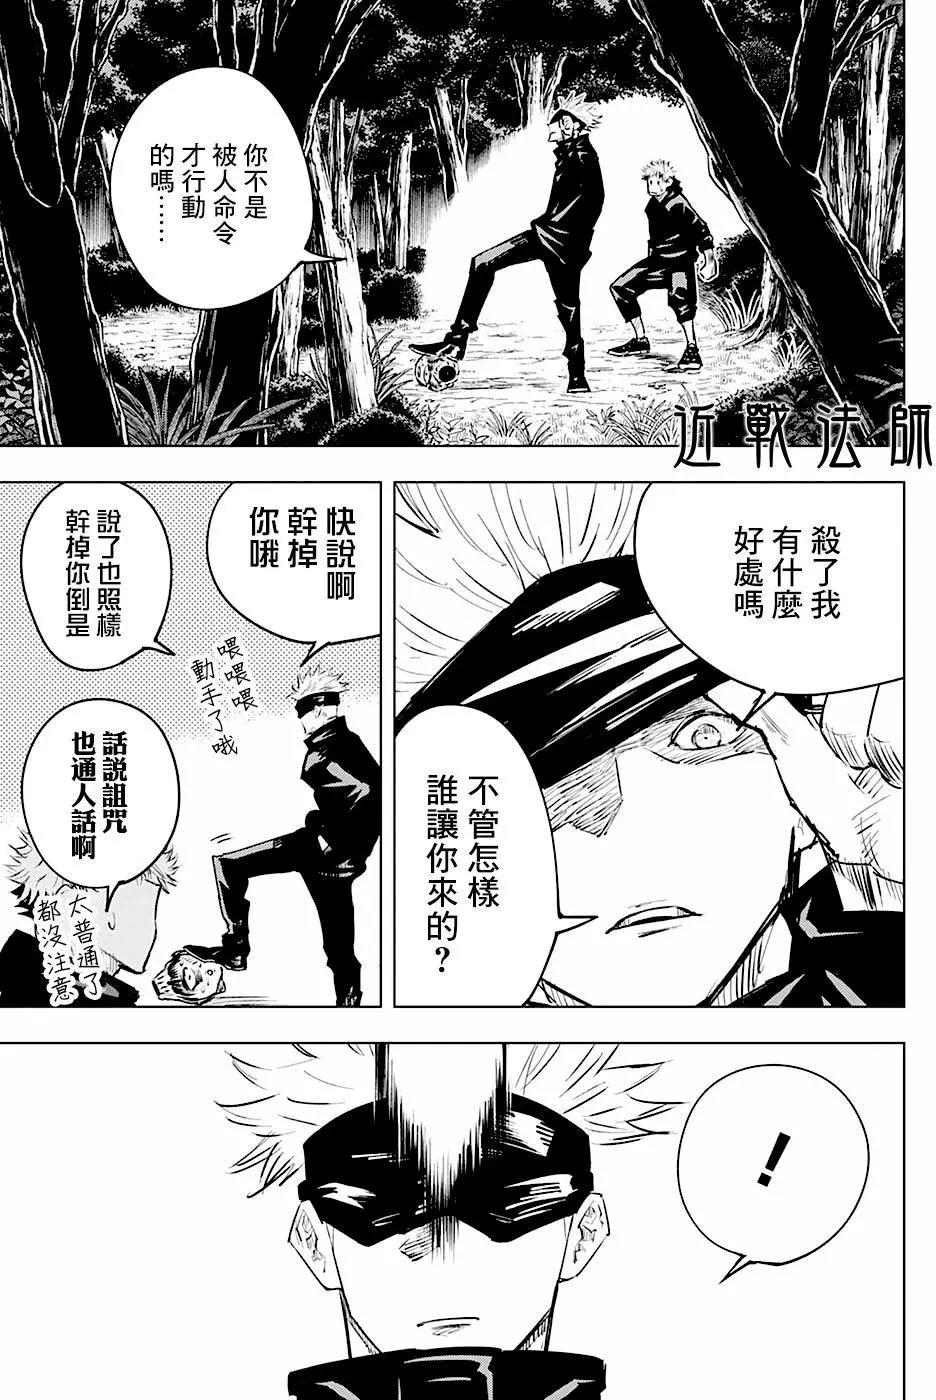 你不是
被人命令
才行動
的嗎……
近戰法師
殺了我
有什麼
好處嗎
不管怎樣
誰讓你來的？
快說啊
幹掉
你哦
喂喂喂
動手了哦
說了也照樣
幹掉你倒是
話說詛咒
也通人話啊
太普通了
都沒注意
！